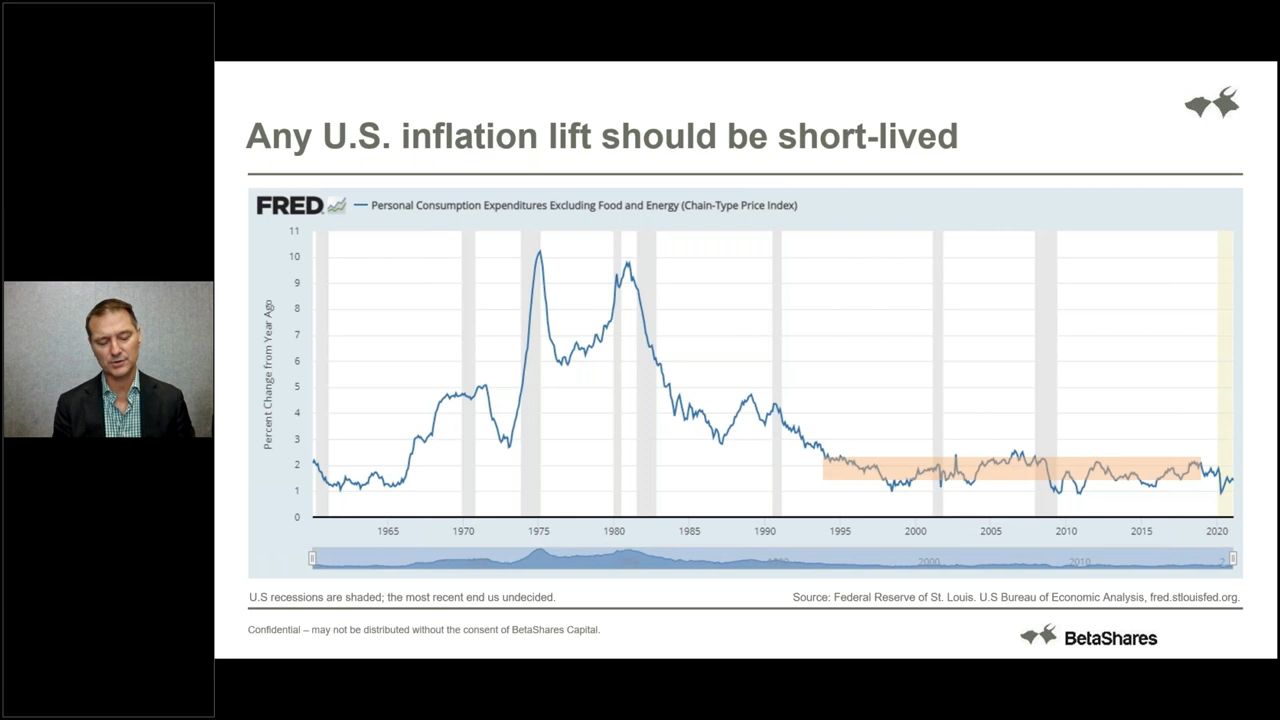 Any U.S. inflation lift should be short-lived
FRED
Personal Consumption Expenditures Excluding Food and Energy (Chain-Type Price Index)
Percent Change from Year Ago
11
10
9
8
7
6
5
4
3
2
1
0
1965 1970 1975 1980 1985 1990 1995 2000 2005 2010 2015 2020
2000 2010
U.S recessions are shaded; the most recent end us undecided.
Source: Federal Reserve of St. Louis. U.S Bureau of Economic Analysis, fred.stlouisfed.org.
Confidential – may not be distributed without the consent of BetaShares Capital.
BetaShares